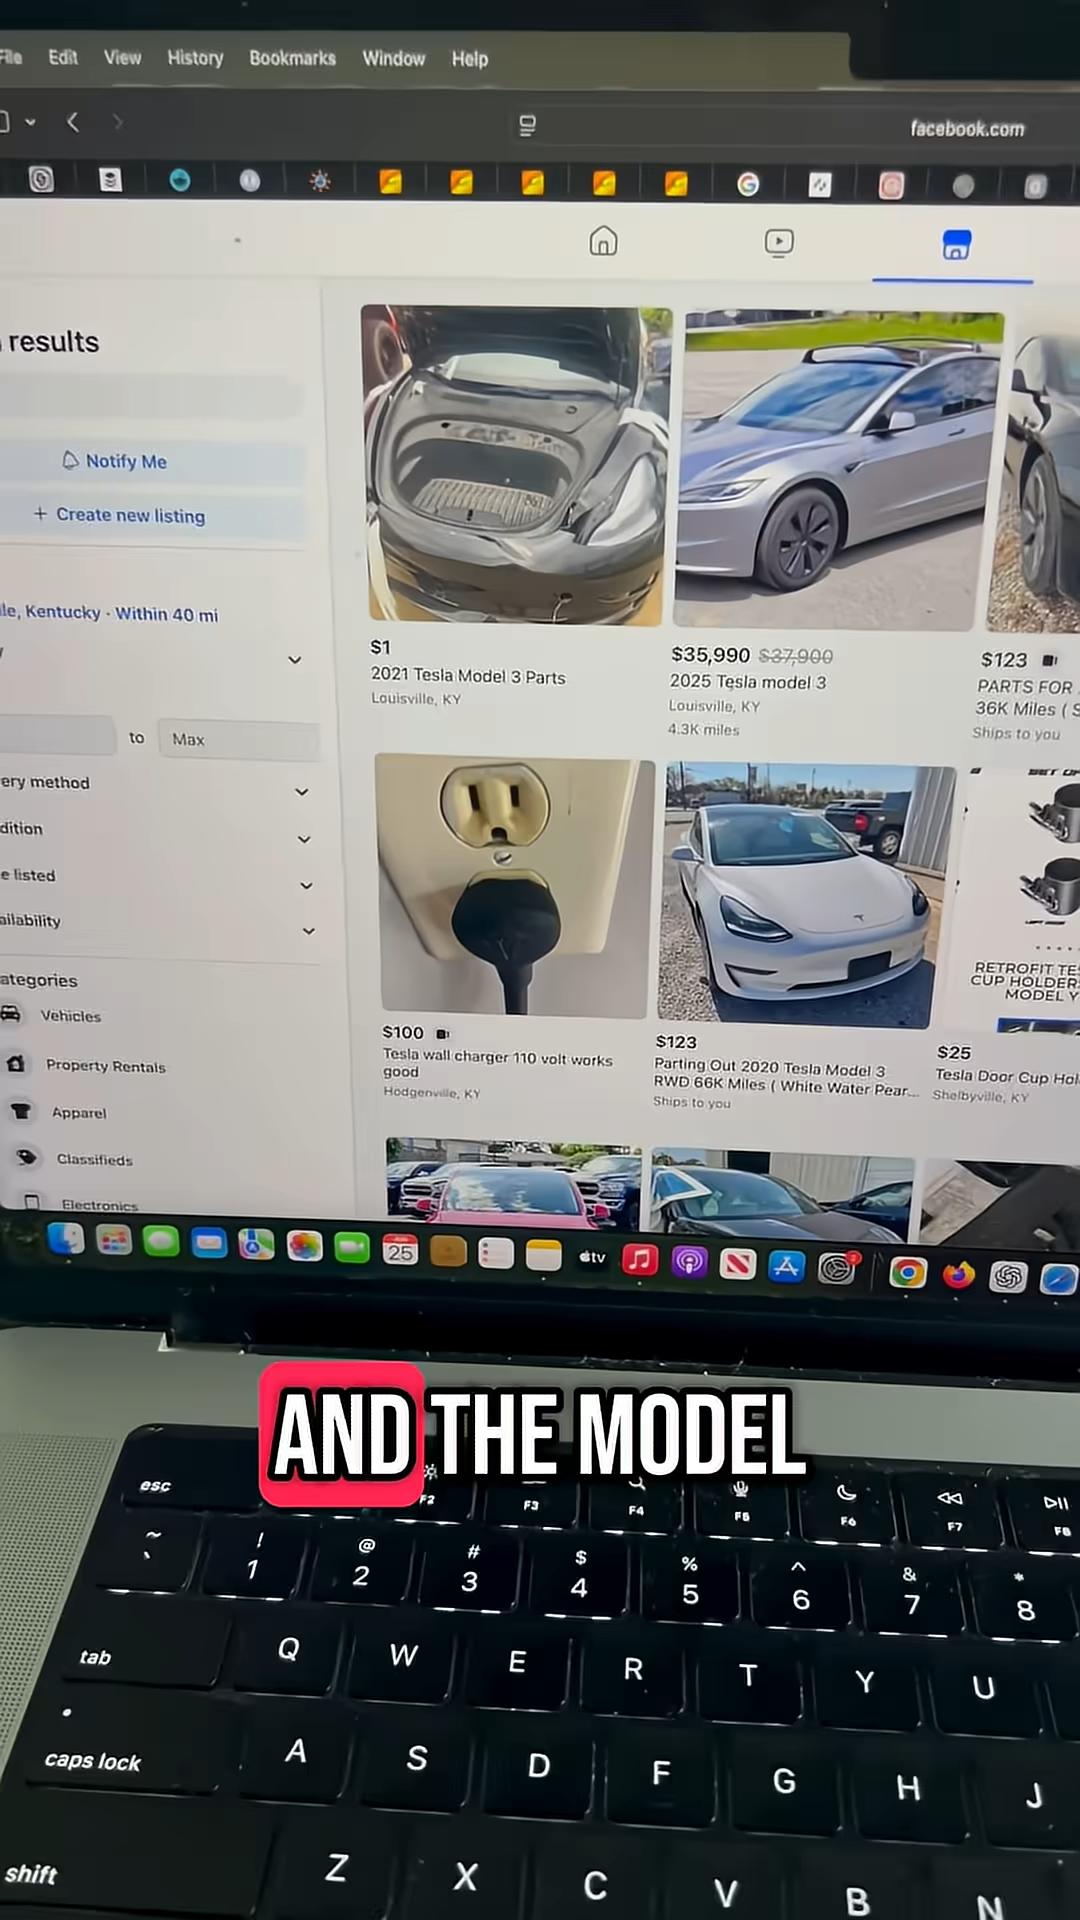 File Edit View History Bookmarks Window Help
facebook.com
results
Notify Me
+ Create new listing
le, Kentucky · Within 40 mi
to Max
ery method
dition
e listed
ailability
ategories
Vehicles
Property Rentals
Apparel
Classifieds
Electronics
$1
2021 Tesla Model 3 Parts
Louisville, KY
$35,990 $37,900
2025 Tesla model 3
Louisville, KY
4.3K miles
$123
PARTS FOR
36K Miles ( S
Ships to you
$100
Tesla wall charger 110 volt works
good
Hodgenville, KY
$123
Parting Out 2020 Tesla Model 3
RWD 66K Miles ( White Water Pear...
Ships to you
RETROFIT TES
CUP HOLDER
MODEL Y
$25
Tesla Door Cup Hol
Shelbyville, KY
25
tv
AND THE MODEL
esc F2 F3 F4 F5 F6 F7 F8
~ ! @ # $ % ^ & *
` 1 2 3 4 5 6 7 8
tab Q W E R T Y U
caps lock A S D F G H J
shift Z X C V B N